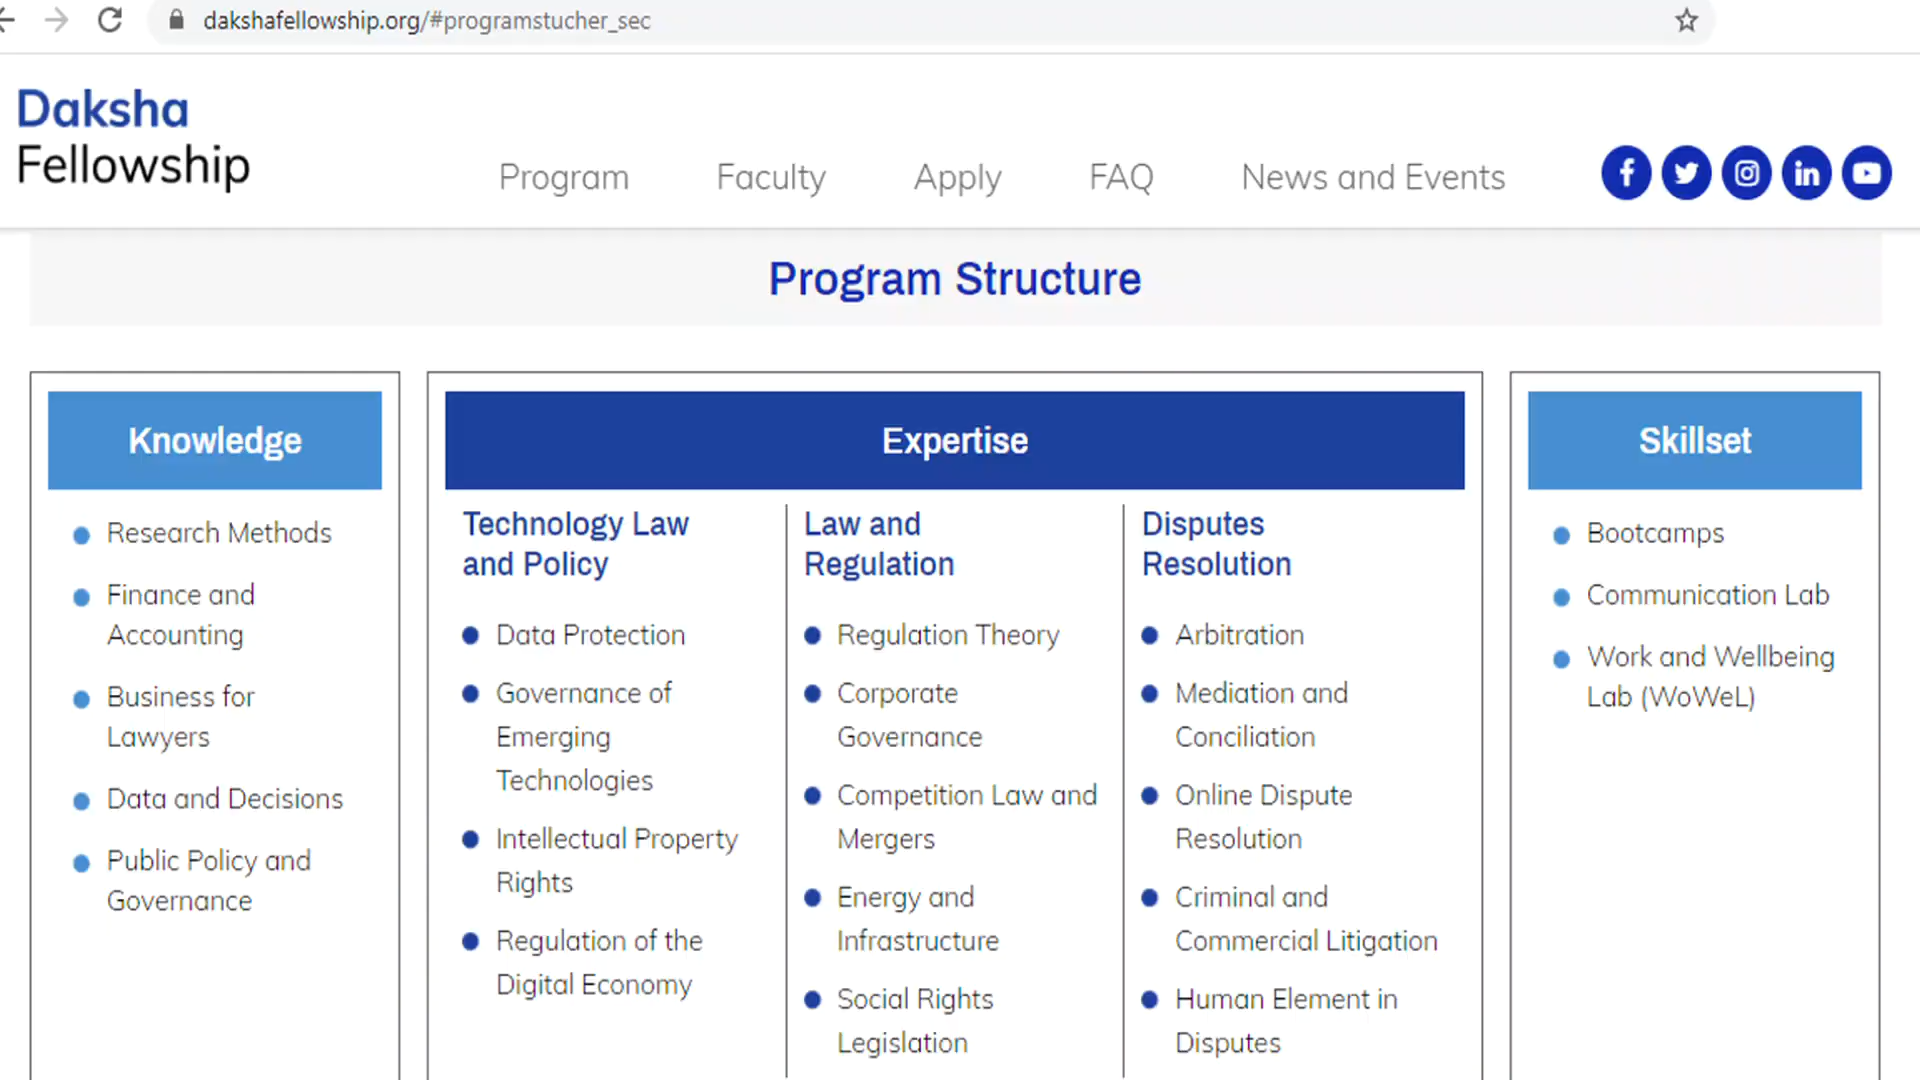 dakshafellowship.org/#programstucher_sec
Daksha
Fellowship
Program
Faculty
Apply
FAQ
News and Events
Program Structure
Knowledge
Research Methods
Finance and
Accounting
Business for
Lawyers
Data and Decisions
Public Policy and
Governance
Expertise
Technology Law
and Policy
Data Protection
Governance of
Emerging
Technologies
Intellectual Property
Rights
Regulation of the
Digital Economy
Law and
Regulation
Regulation Theory
Corporate
Governance
Competition Law and
Mergers
Energy and
Infrastructure
Social Rights
Legislation
Disputes
Resolution
Arbitration
Mediation and
Conciliation
Online Dispute
Resolution
Criminal and
Commercial Litigation
Human Element in
Disputes
Skillset
Bootcamps
Communication Lab
Work and Wellbeing
Lab (WoWeL)